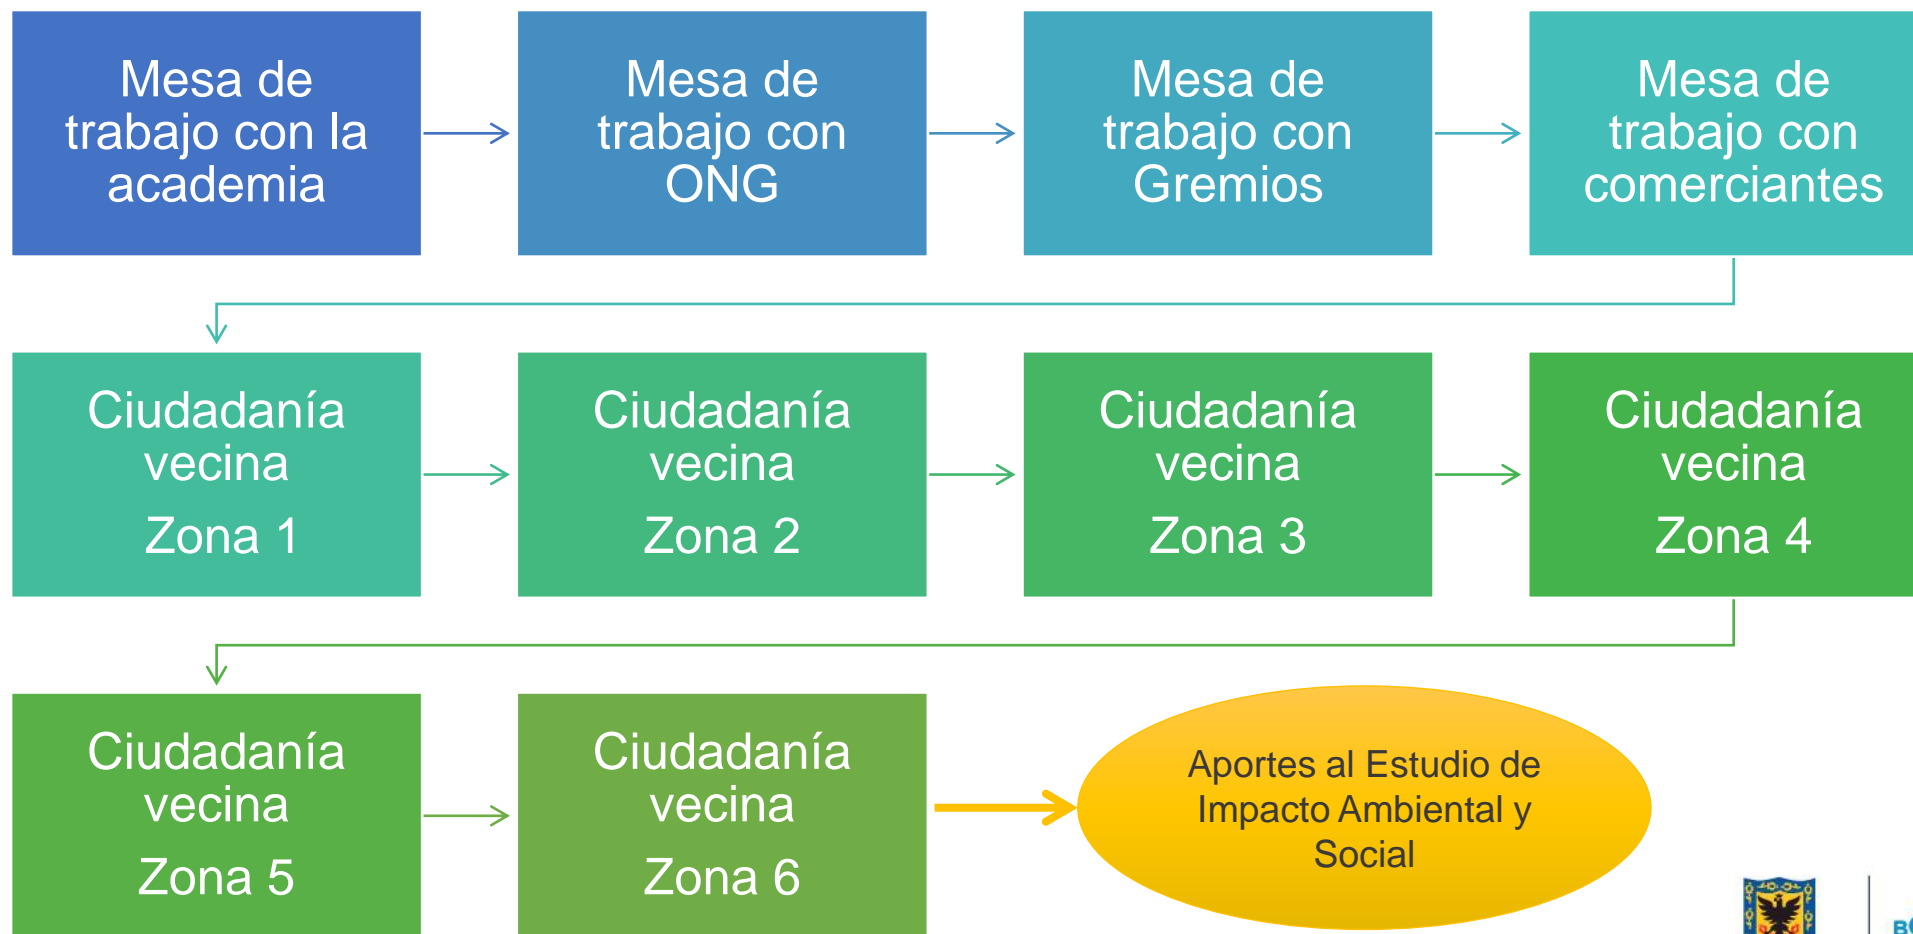 Mesa de
trabajo con la
academia
Mesa de
trabajo con
ONG
Mesa de
trabajo con
Gremios
Mesa de
trabajo con
comerciantes
Ciudadanía
vecina
Zona 1
Ciudadanía
vecina
Zona 2
Ciudadanía
vecina
Zona 3
Ciudadanía
vecina
Zona 4
Ciudadanía
vecina
Zona 5
Ciudadanía
vecina
Zona 6
Aportes al Estudio de
Impacto Ambiental y
Social